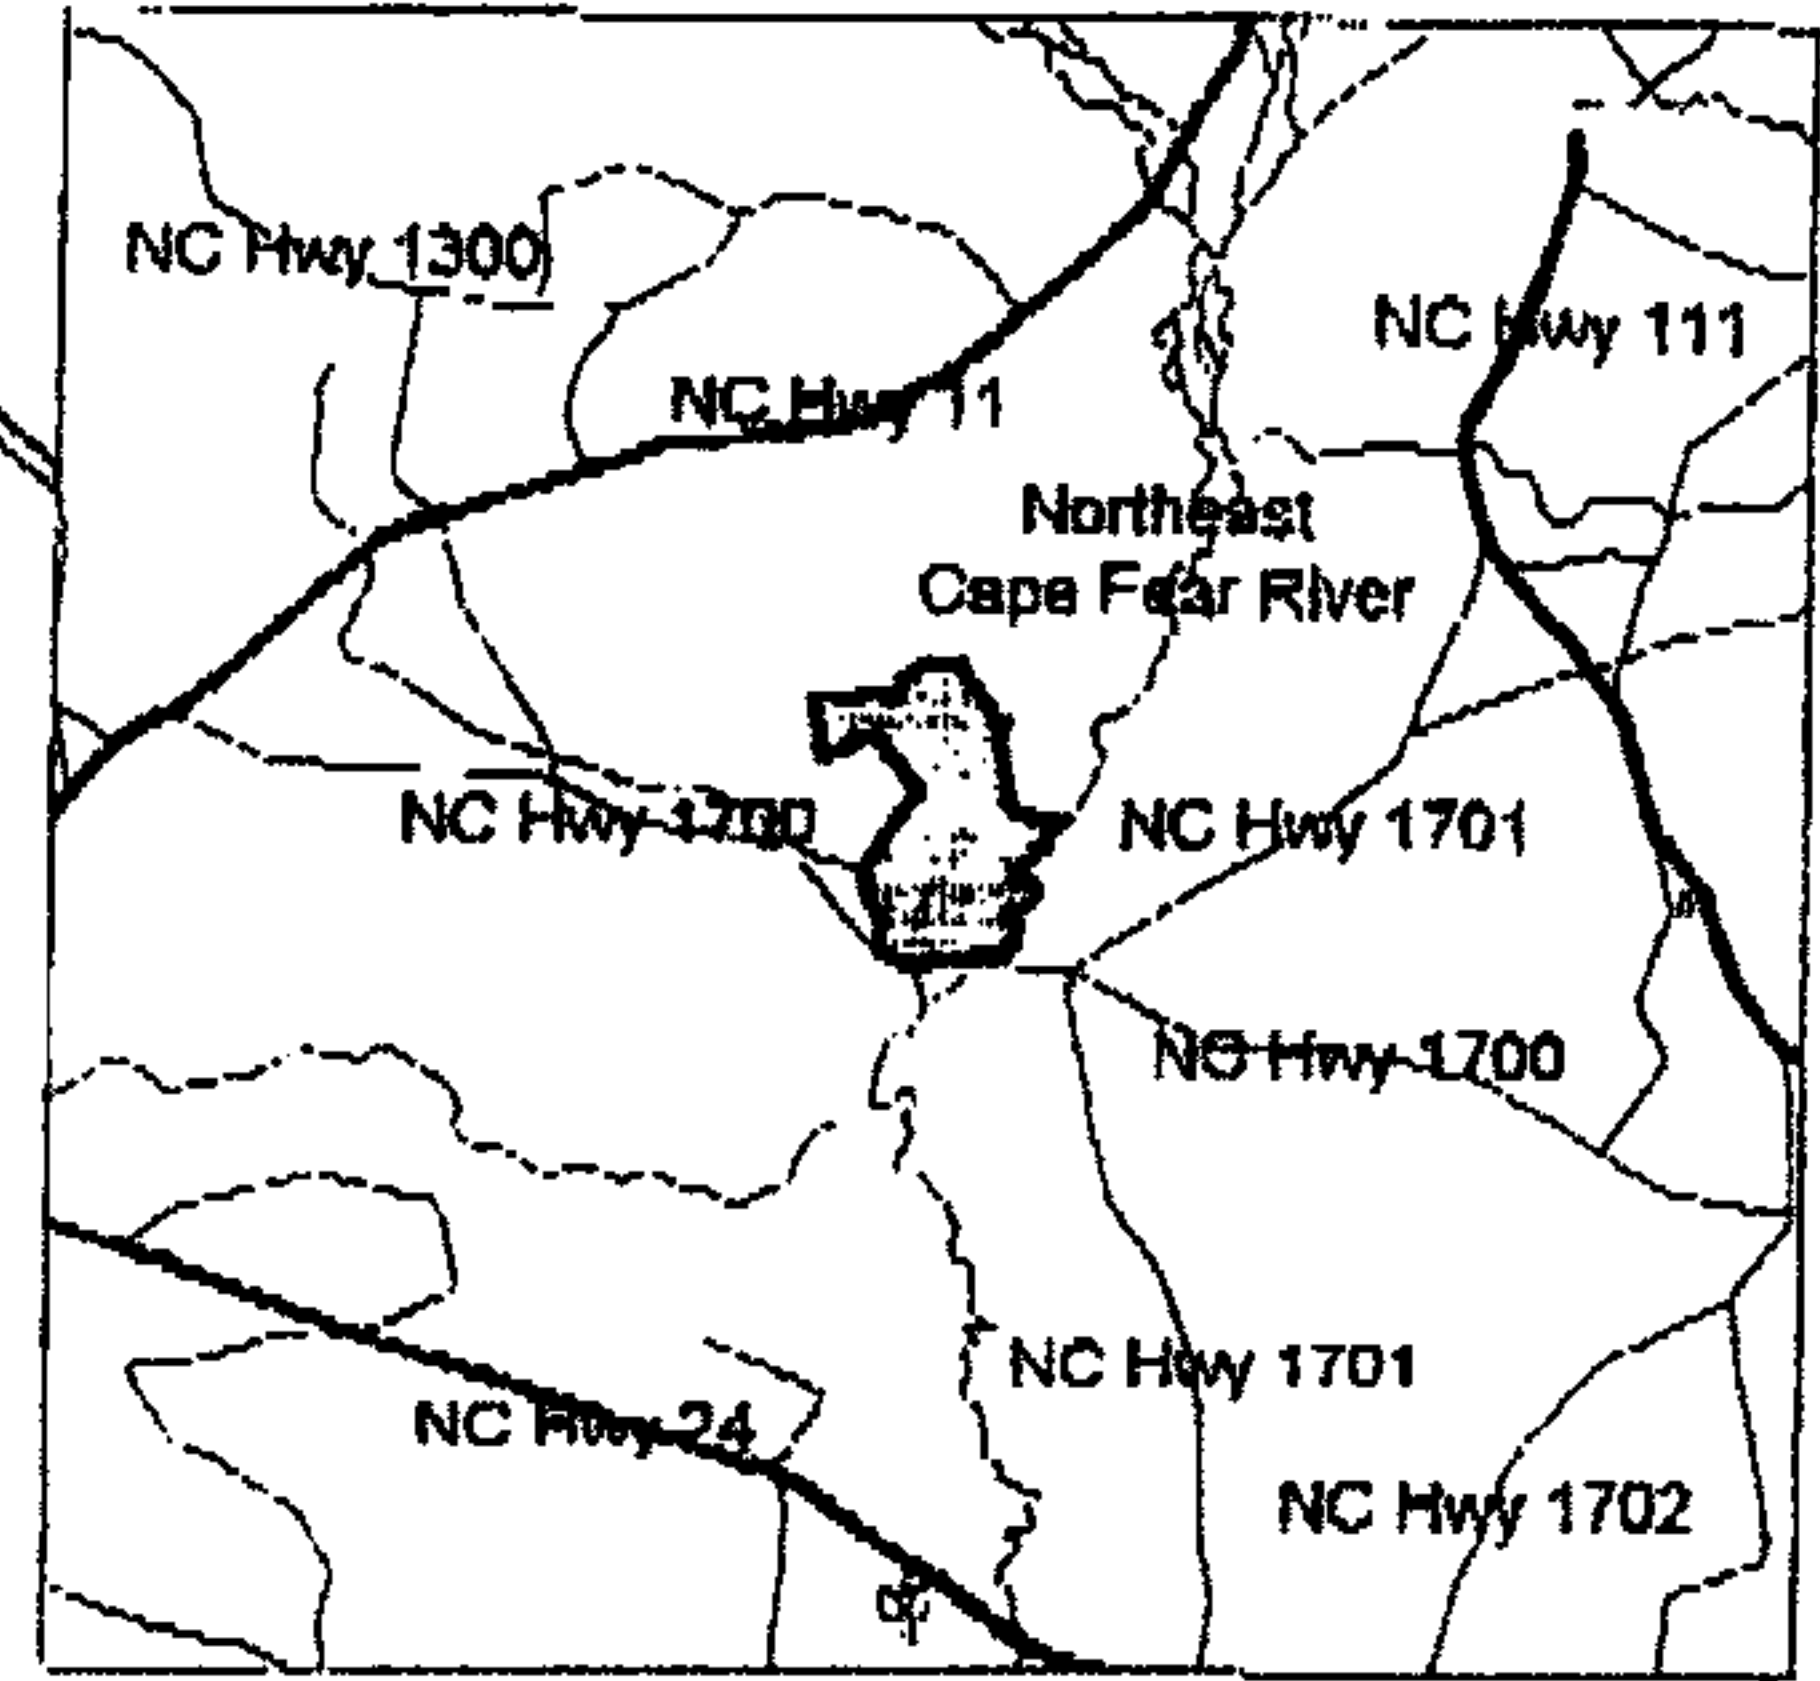 NC Hwy 1300
NC Hwy 111
NC Hwy 11
Northeast
Cape Fear River
NC Hwy 1700
NC Hwy 1701
NC Hwy 1700
NC Hwy 1701
NC Hwy 24
NC Hwy 1702